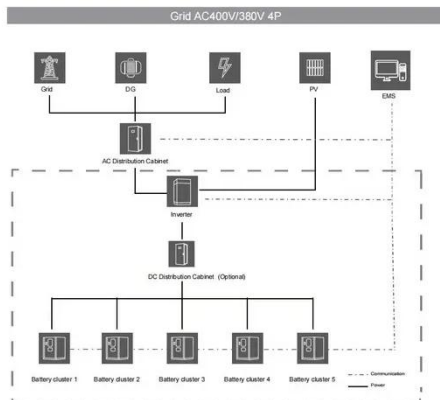 Grid AC400V/380V 4P
Grid
DG
Load
PV
EMS
AC Distribution Cabinet
Inverter
DC Distribution Cabinet (Optional)
Battery cluster 1
Battery cluster 2
Battery cluster 3
Battery cluster 4
Battery cluster 5
Communication
Power